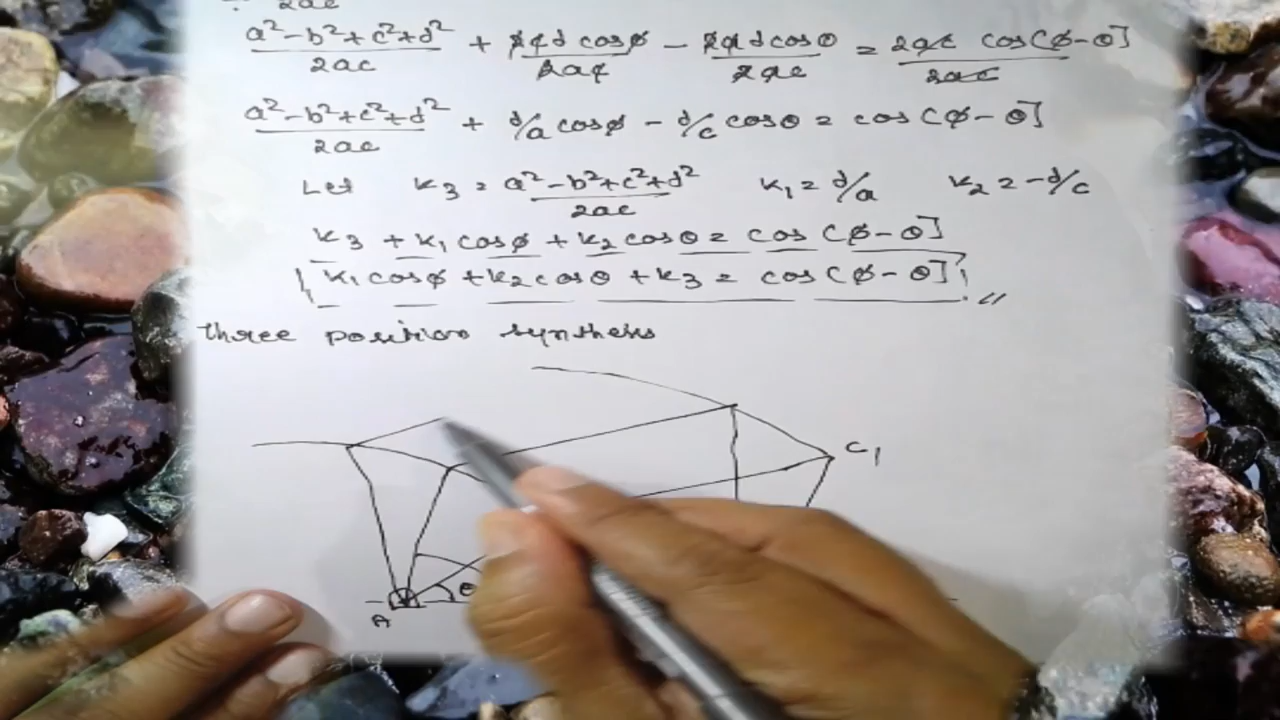 2ac
a²-b²+c²+d²/2ac + 2cd cosφ/2ac - 2ad cosθ/2ac = 2ac cos[φ-θ]/2ac
a²-b²+c²+d²/2ac + d/a cosφ - d/c cosθ = cos[φ-θ]
Let k3 = a²-b²+c²+d²/2ac k1 = d/a k2 = -d/c
k3 + k1 cosφ + k2 cosθ = cos[φ-θ]
k1 cosφ + k2 cosθ + k3 = cos[φ-θ]
Three position synthesis
C1
θ
A